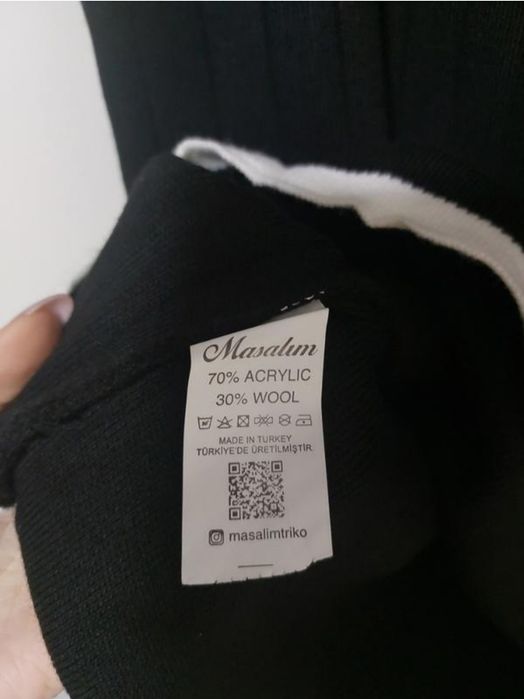 Masalım
70% ACRYLIC
30% WOOL
MADE IN TURKEY
TÜRKİYE'DE ÜRETİLMİŞTİR.
masalimtriko